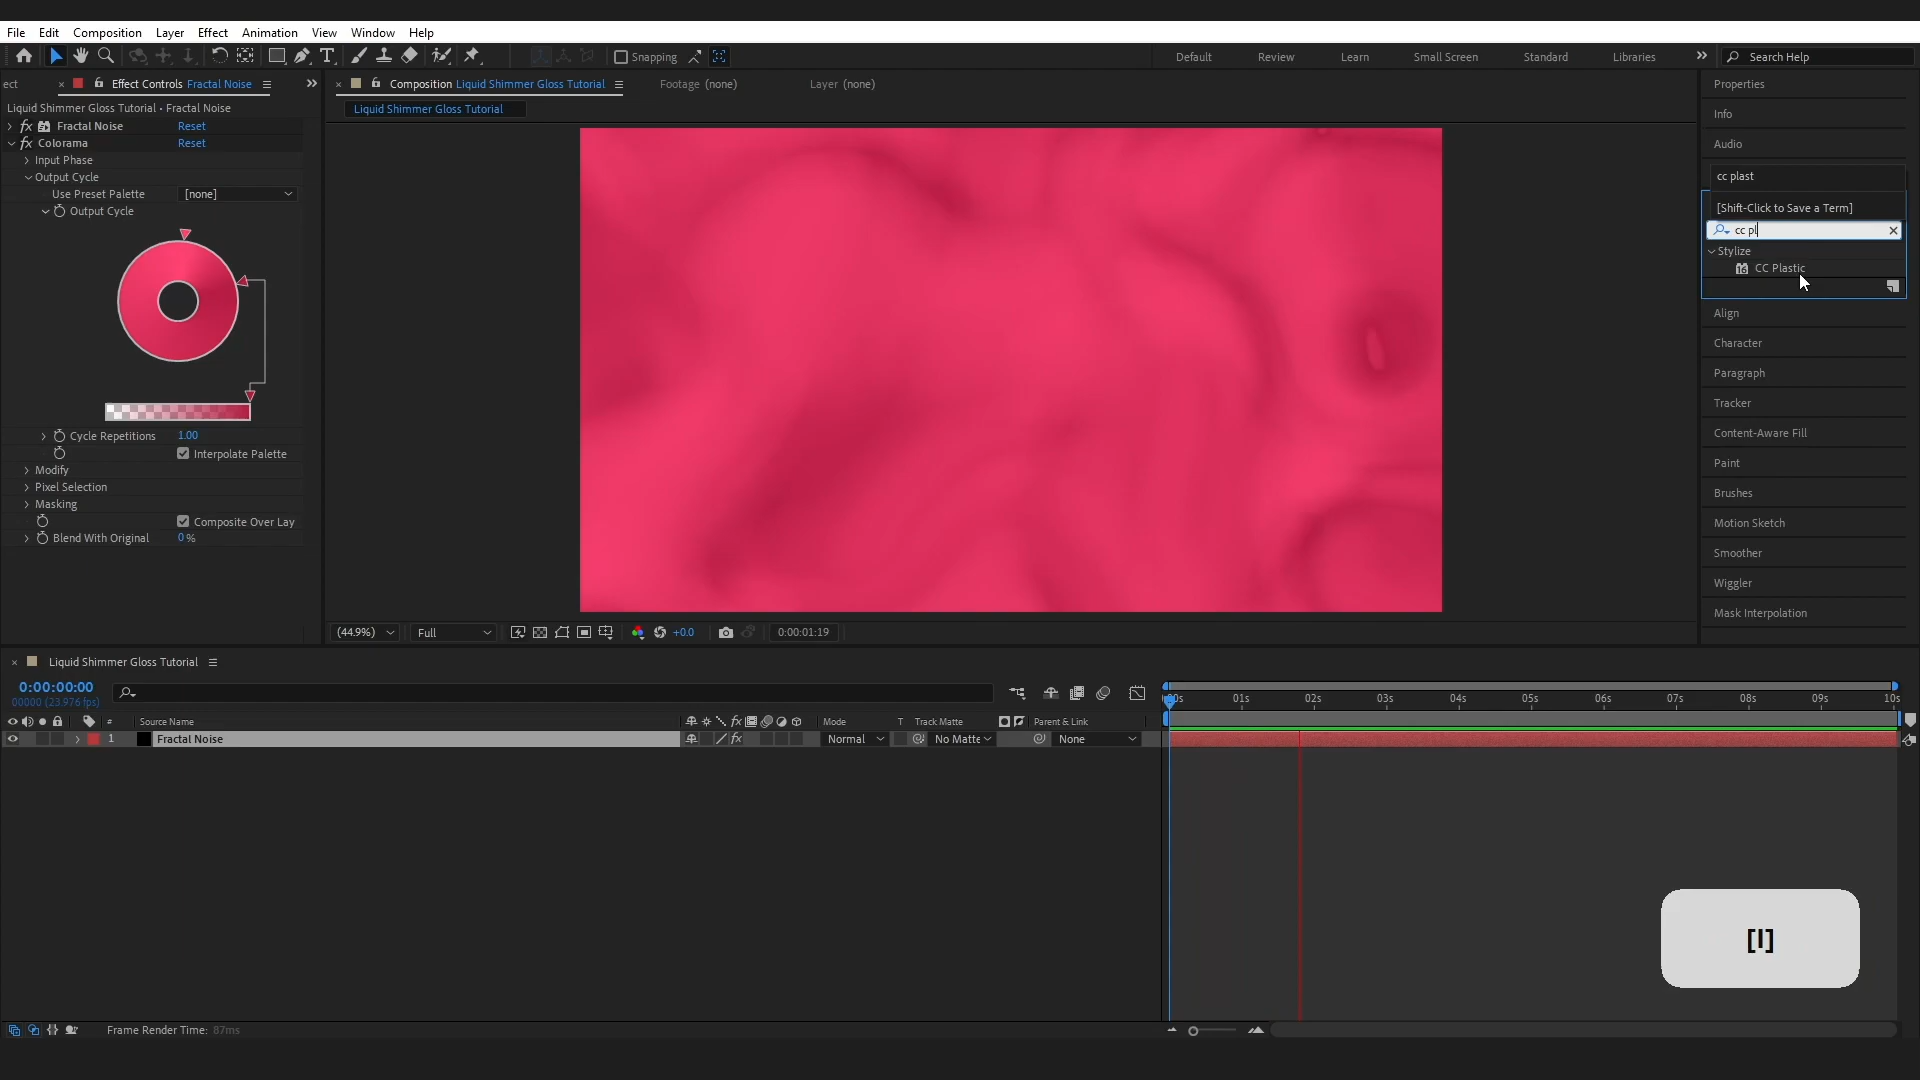 File Edit Composition Layer Effect Animation View Window Help
Snapping Default Review Learn Small Screen Standard Libraries Search Help
ect Effect Controls Fractal Noise
Liquid Shimmer Gloss Tutorial • Fractal Noise
fx Fractal Noise Reset
fx Colorama Reset
Input Phase
Output Cycle
Use Preset Palette [none]
Output Cycle
Cycle Repetitions 1.00
Interpolate Palette
Modify
Pixel Selection
Masking
Composite Over Lay
Blend With Original 0 %
Composition Liquid Shimmer Gloss Tutorial Footage (none) Layer (none)
Liquid Shimmer Gloss Tutorial
(44.9%) Full +0.0 0:00:01:19
Properties
Info
Audio
cc plast
[Shift-Click to Save a Term]
cc pl
Stylize
16 CC Plastic
Align
Character
Paragraph
Tracker
Content-Aware Fill
Paint
Brushes
Motion Sketch
Smoother
Wiggler
Mask Interpolation
Liquid Shimmer Gloss Tutorial
0:00:00:00
00000 (23.976 fps)
# Source Name fx Mode T Track Matte Parent & Link
1 Fractal Noise fx Normal No Matte None
00s 01s 02s 03s 04s 05s 06s 07s 08s 09s 10s
[l]
Frame Render Time: 87ms